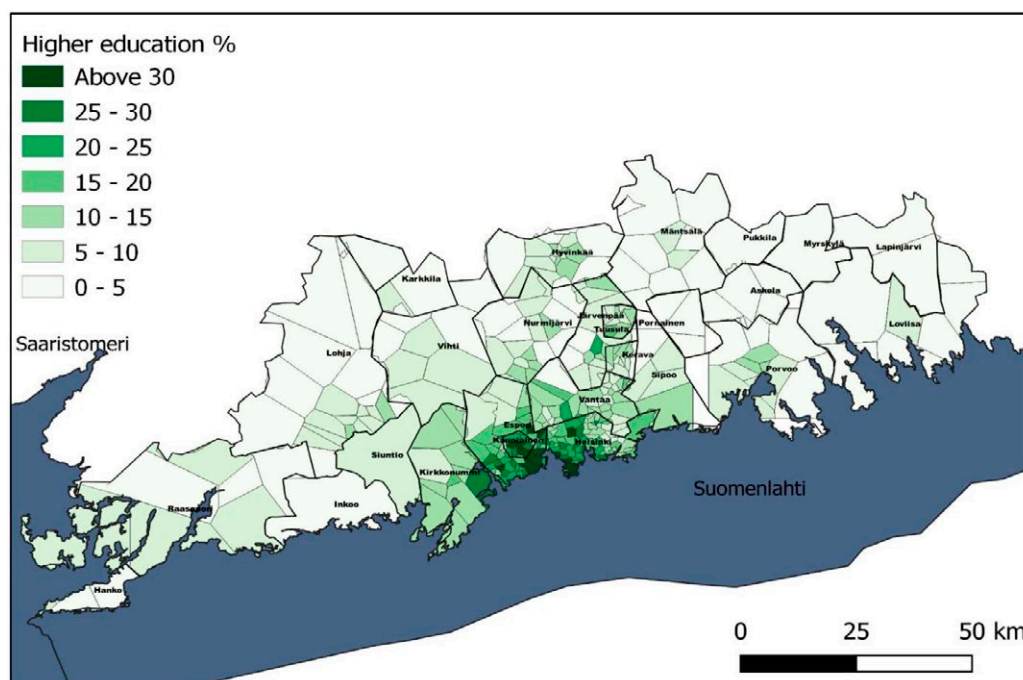 Higher education %
Above 30
25 - 30
20 - 25
15 - 20
10 - 15
5 - 10
0 - 5
Mäntsälä
Pukkila
Myrskylä
Lapinjärvi
Hyvinkää
Karkkila
Askola
Järvenpää
Nurmijärvi
Tuusula
Pornainen
Loviisa
Saaristomeri
Lohja
Vihti
Kerava
Sipoo
Porvoo
Vantaa
Espoo
Kauniainen
Helsinki
Siuntio
Kirkkonummi
Suomenlahti
Inkoo
Raasepori
Hanko
0 25 50 km